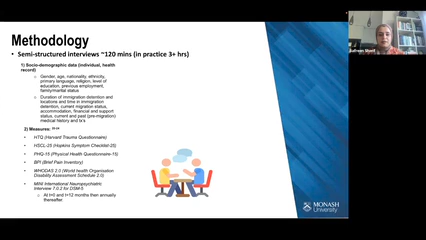 Methodology
• Semi-structured interviews ~120 mins (in practice 3+ hrs)
1) Socio-demographic data (individual, health
record)
o Gender, age, nationality, ethnicity,
primary language, religion, level of
education, previous employment,
family/marital status
o Duration of immigration detention and
locations and time in immigration
detention, current migration status,
accommodation, financial and support
status, current and past (pre-migration)
medical history and tx's
2) Measures:
• HTQ (Harvard Trauma Questionnaire)
• HSCL-25 (Hopkins Symptom Checklist-25)
• PHQ-15 (Physical Health Questionnaire-15)
• BPI (Brief Pain Inventory)
• WHODAS 2.0 (World health Organisation
Disability Assessment Schedule 2.0)
• MINI International Neuropsychiatric
Interview 7.0.2 for DSM-5
o At t=0 and t=12 months then annually
thereafter.
MONASH
University